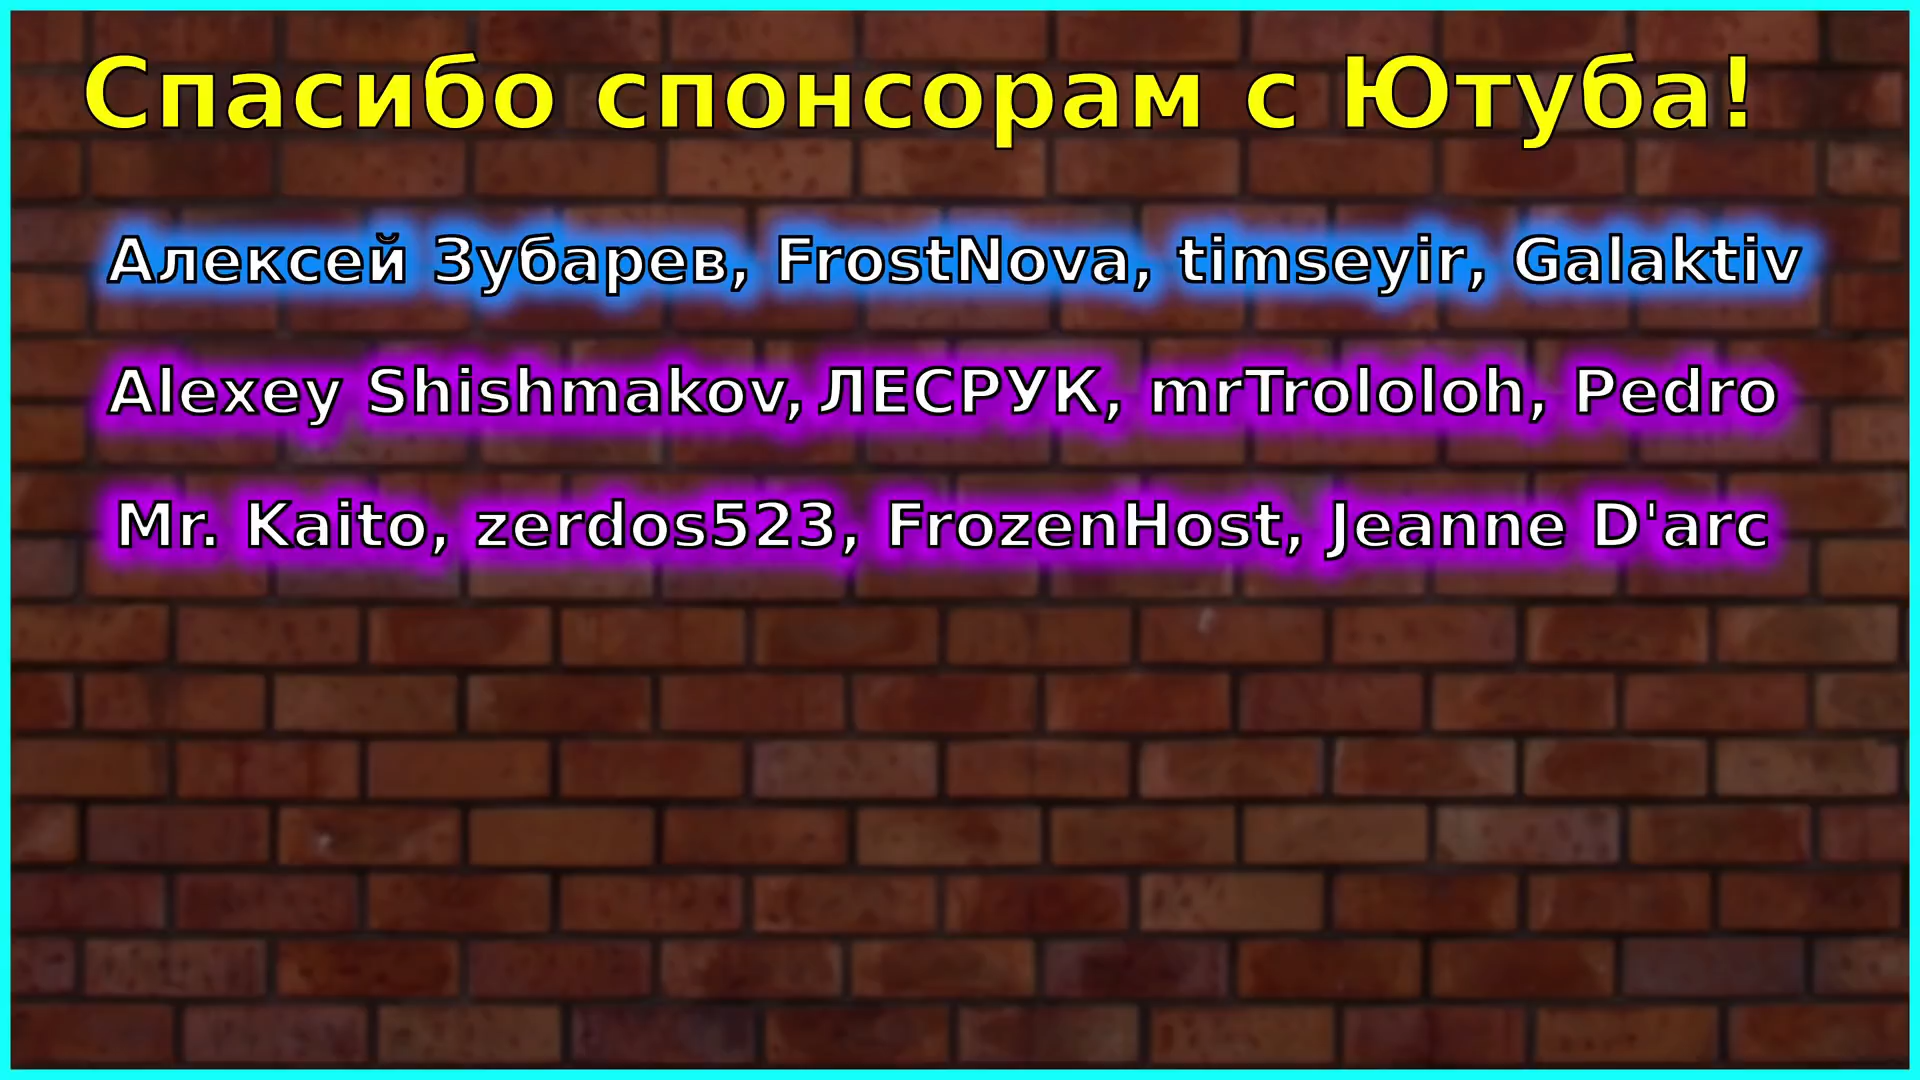 Спасибо спонсорам с Ютуба!
Алексей Зубарев, FrostNova, timseyir, Galaktiv
Alexey Shishmakov, ЛЕСРУК, mrTrololoh, Pedro
Mr. Kaito, zerdos523, FrozenHost, Jeanne D'arc